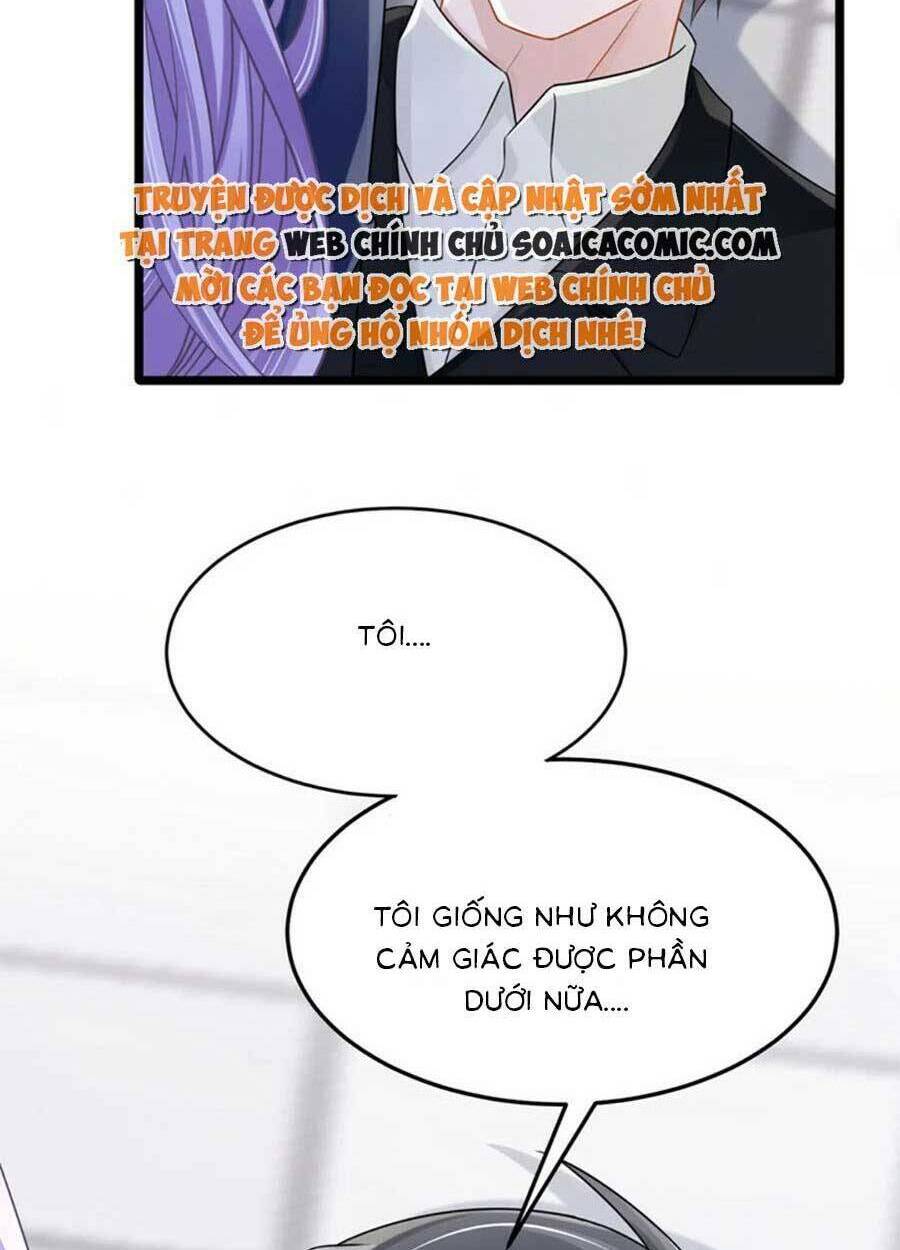 TRUYỆN ĐƯỢC DỊCH VÀ CẬP NHẬT SỚM NHẤT
TẠI TRANG WEB CHÍNH CHỦ SOAICACOMIC.COM
MỜI CÁC BẠN ĐỌC TẠI WEB CHÍNH CHỦ
ĐỂ ỦNG HỘ NHÓM DỊCH NHÉ!
TÔI....
TÔI GIỐNG NHƯ KHÔNG
CẢM GIÁC ĐƯỢC PHẦN
DƯỚI NỮA....